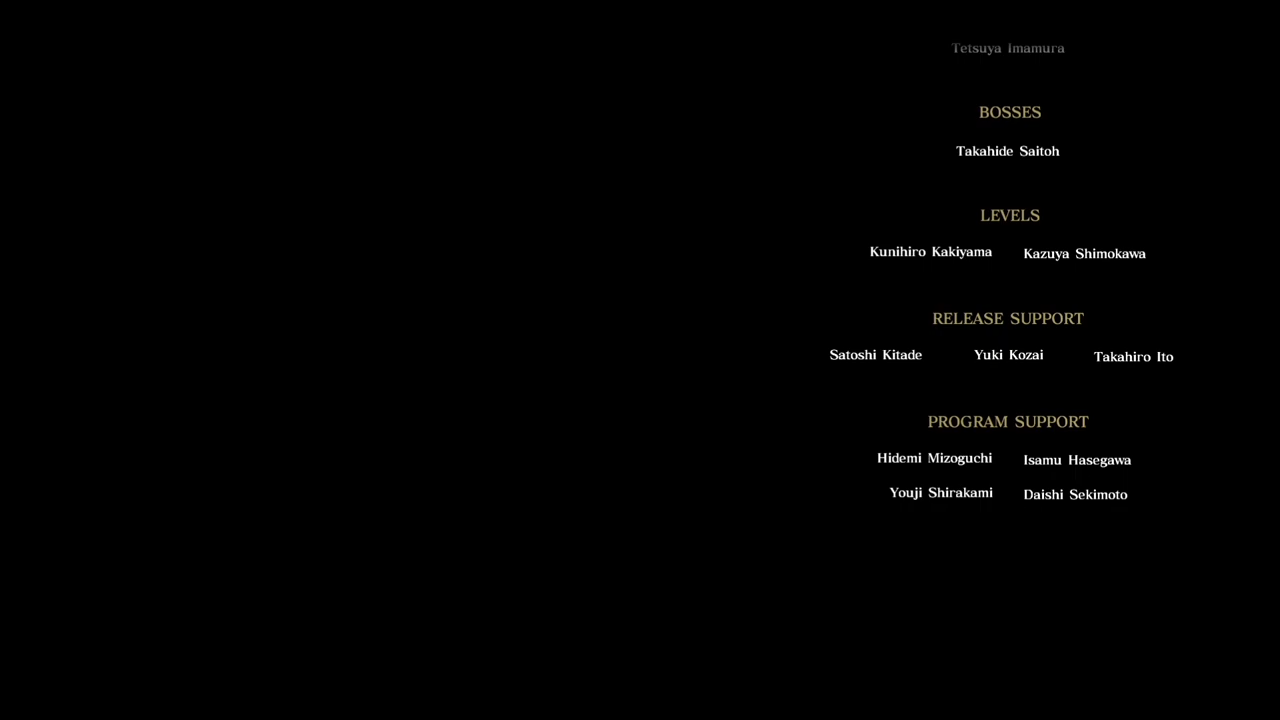 Tetsuya Imamura
BOSSES
Takahide Saitoh
LEVELS
Kunihiro Kakiyama Kazuya Shimokawa
RELEASE SUPPORT
Satoshi Kitade Yuki Kozai Takahiro Ito
PROGRAM SUPPORT
Hidemi Mizoguchi Isamu Hasegawa
Youji Shirakami Daishi Sekimoto